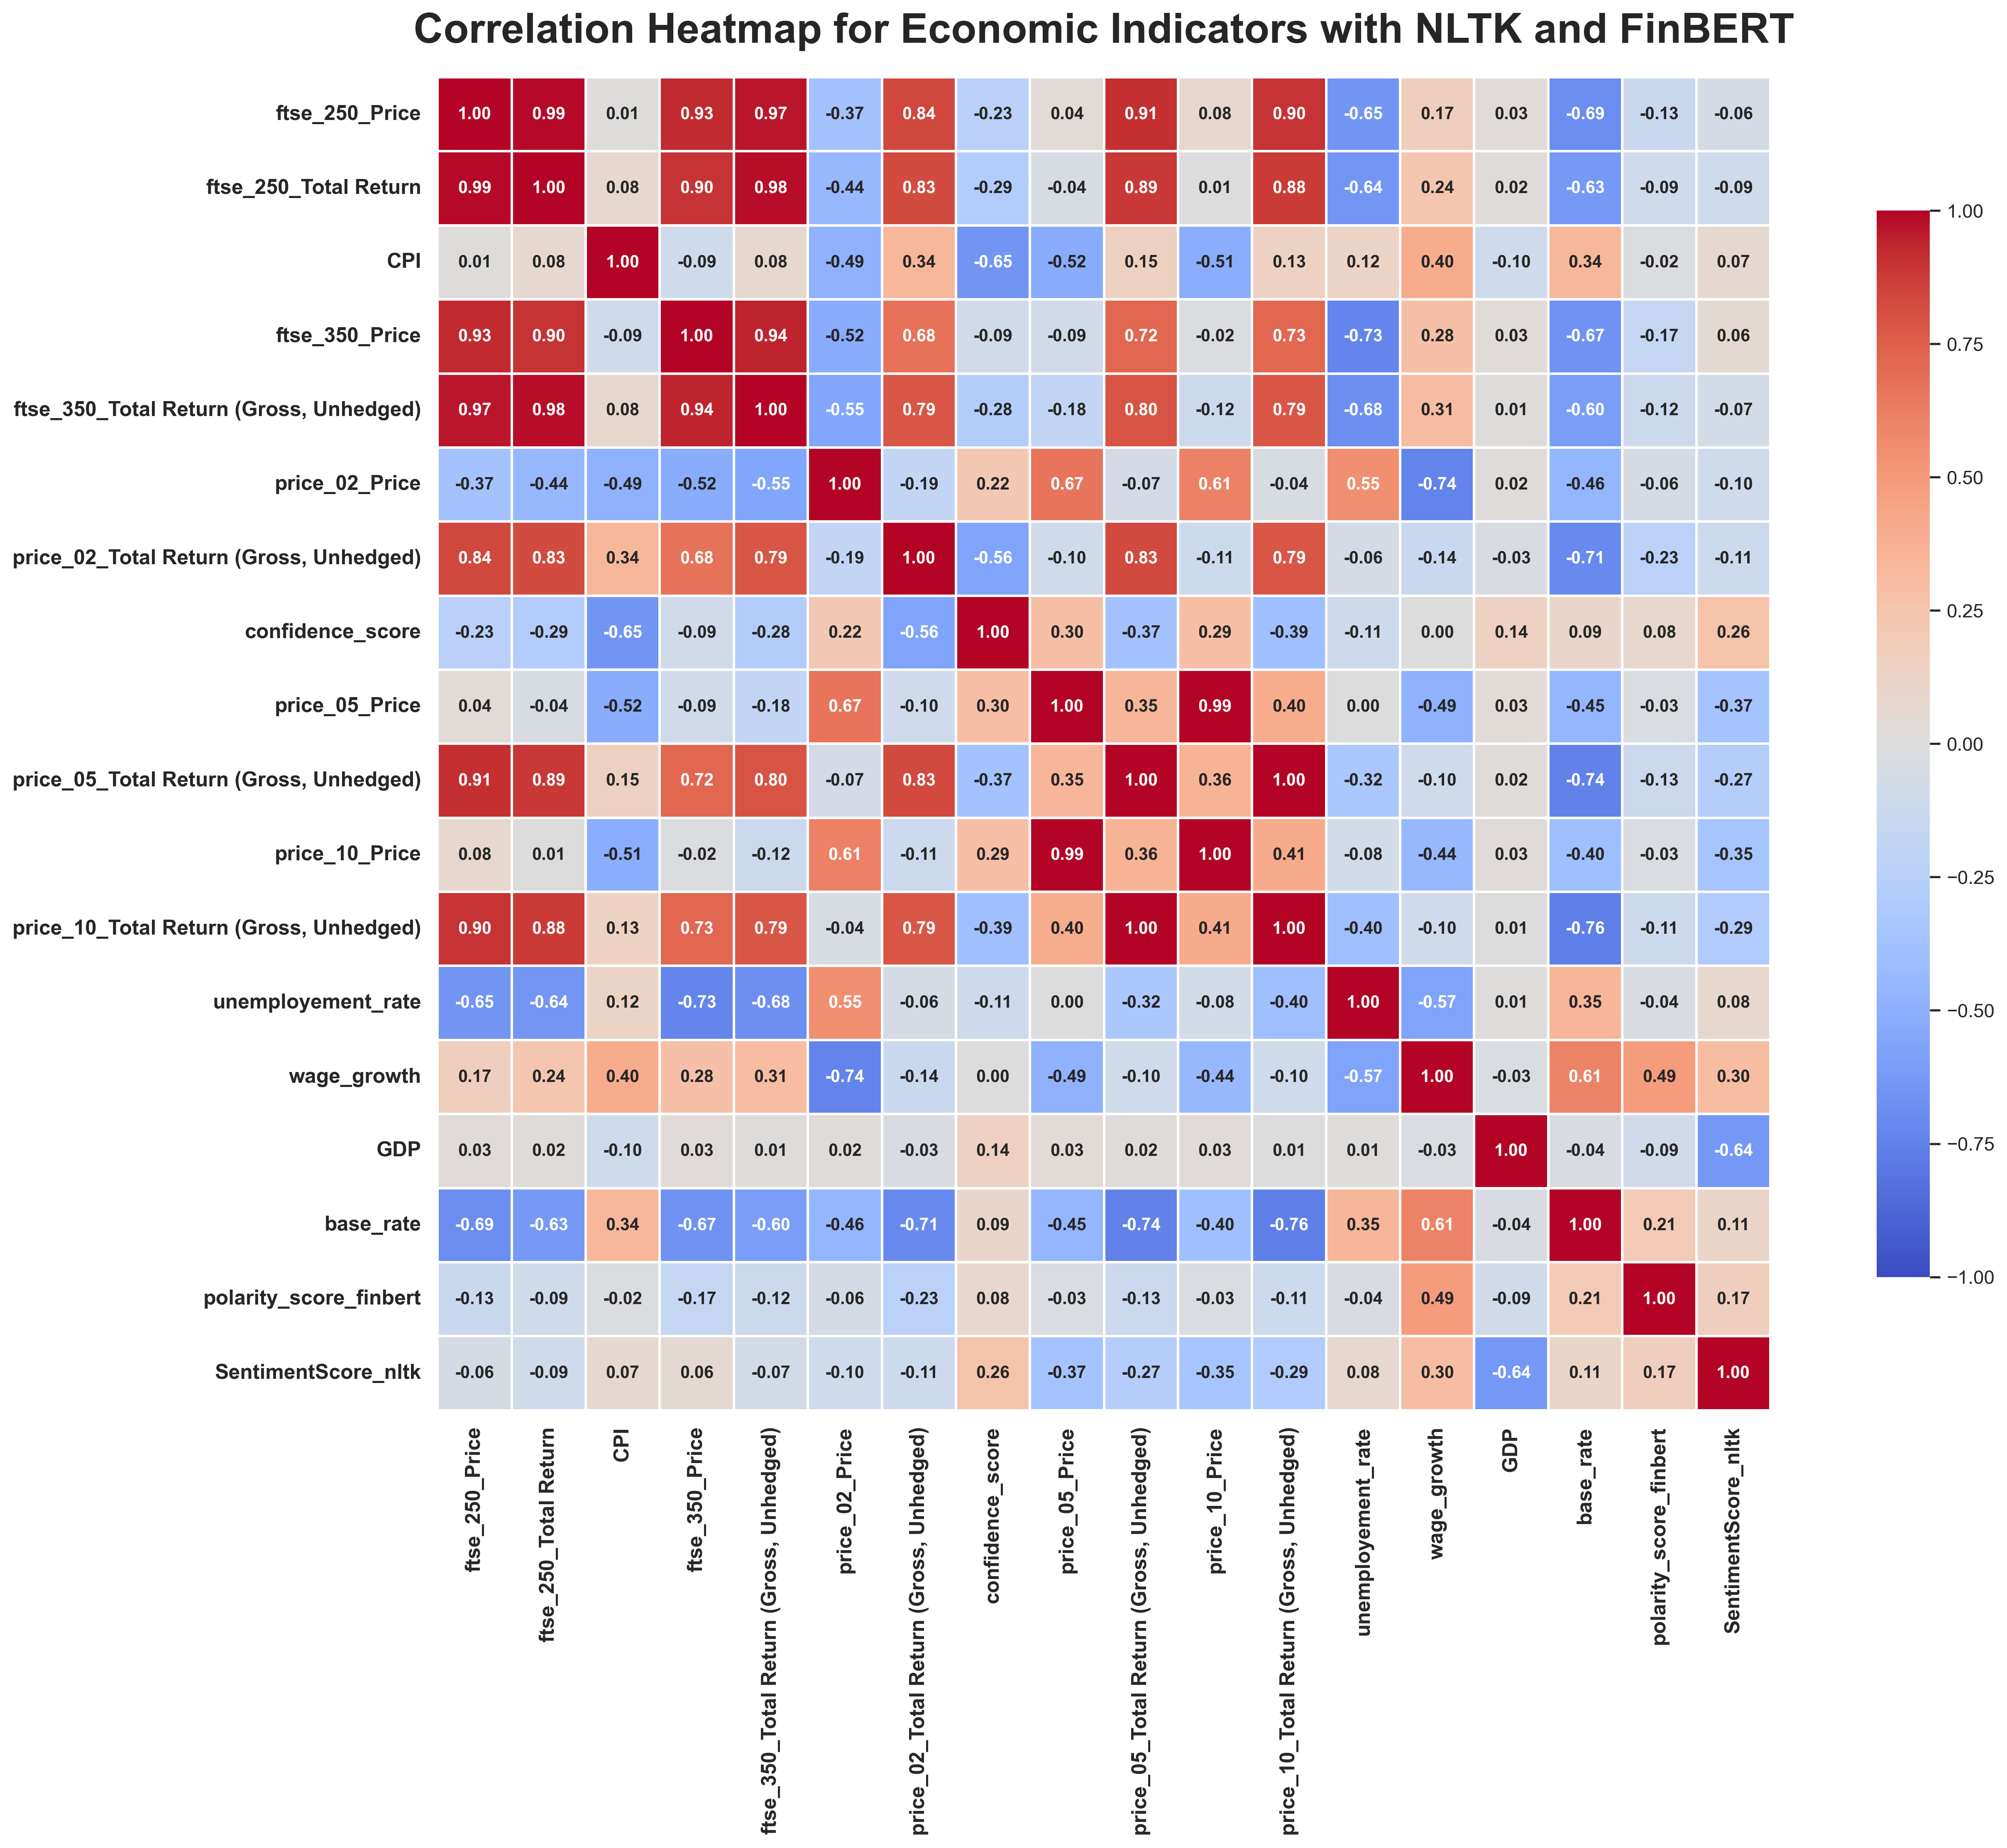 Correlation Heatmap for Economic Indicators with NLTK and FinBERT
ftse_250_Price 1.00 0.99 0.01 0.93 0.97 -0.37 0.84 -0.23 0.04 0.91 0.08 0.90 -0.65 0.17 0.03 -0.69 -0.13 -0.06
ftse_250_Total Return 0.99 1.00 0.08 0.90 0.98 -0.44 0.83 -0.29 -0.04 0.89 0.01 0.88 -0.64 0.24 0.02 -0.63 -0.09 -0.09
CPI 0.01 0.08 1.00 -0.09 0.08 -0.49 0.34 -0.65 -0.52 0.15 -0.51 0.13 0.12 0.40 -0.10 0.34 -0.02 0.07
ftse_350_Price 0.93 0.90 -0.09 1.00 0.94 -0.52 0.68 -0.09 -0.09 0.72 -0.02 0.73 -0.73 0.28 0.03 -0.67 -0.17 0.06
ftse_350_Total Return (Gross, Unhedged) 0.97 0.98 0.08 0.94 1.00 -0.55 0.79 -0.28 -0.18 0.80 -0.12 0.79 -0.68 0.31 0.01 -0.60 -0.12 -0.07
price_02_Price -0.37 -0.44 -0.49 -0.52 -0.55 1.00 -0.19 0.22 0.67 -0.07 0.61 -0.04 0.55 -0.74 0.02 -0.46 -0.06 -0.10
price_02_Total Return (Gross, Unhedged) 0.84 0.83 0.34 0.68 0.79 -0.19 1.00 -0.56 -0.10 0.83 -0.11 0.79 -0.06 -0.14 -0.03 -0.71 -0.23 -0.11
confidence_score -0.23 -0.29 -0.65 -0.09 -0.28 0.22 -0.56 1.00 0.30 -0.37 0.29 -0.39 -0.11 0.00 0.14 0.09 0.08 0.26
price_05_Price 0.04 -0.04 -0.52 -0.09 -0.18 0.67 -0.10 0.30 1.00 0.35 0.99 0.40 0.00 -0.49 0.03 -0.45 -0.03 -0.37
price_05_Total Return (Gross, Unhedged) 0.91 0.89 0.15 0.72 0.80 -0.07 0.83 -0.37 0.35 1.00 0.36 1.00 -0.32 -0.10 0.02 -0.74 -0.13 -0.27
price_10_Price 0.08 0.01 -0.51 -0.02 -0.12 0.61 -0.11 0.29 0.99 0.36 1.00 0.41 -0.08 -0.44 0.03 -0.40 -0.03 -0.35
price_10_Total Return (Gross, Unhedged) 0.90 0.88 0.13 0.73 0.79 -0.04 0.79 -0.39 0.40 1.00 0.41 1.00 -0.40 -0.10 0.01 -0.76 -0.11 -0.29
unemployement_rate -0.65 -0.64 0.12 -0.73 -0.68 0.55 -0.06 -0.11 0.00 -0.32 -0.08 -0.40 1.00 -0.57 0.01 0.35 -0.04 0.08
wage_growth 0.17 0.24 0.40 0.28 0.31 -0.74 -0.14 0.00 -0.49 -0.10 -0.44 -0.10 -0.57 1.00 -0.03 0.61 0.49 0.30
GDP 0.03 0.02 -0.10 0.03 0.01 0.02 -0.03 0.14 0.03 0.02 0.03 0.01 0.01 -0.03 1.00 -0.04 -0.09 -0.64
base_rate -0.69 -0.63 0.34 -0.67 -0.60 -0.46 -0.71 0.09 -0.45 -0.74 -0.40 -0.76 0.35 0.61 -0.04 1.00 0.21 0.11
polarity_score_finbert -0.13 -0.09 -0.02 -0.17 -0.12 -0.06 -0.23 0.08 -0.03 -0.13 -0.03 -0.11 -0.04 0.49 -0.09 0.21 1.00 0.17
SentimentScore_nltk -0.06 -0.09 0.07 0.06 -0.07 -0.10 -0.11 0.26 -0.37 -0.27 -0.35 -0.29 0.08 0.30 -0.64 0.11 0.17 1.00
ftse_250_Price
ftse_250_Total Return
CPI
ftse_350_Price
ftse_350_Total Return (Gross, Unhedged)
price_02_Price
price_02_Total Return (Gross, Unhedged)
confidence_score
price_05_Price
price_05_Total Return (Gross, Unhedged)
price_10_Price
price_10_Total Return (Gross, Unhedged)
unemployement_rate
wage_growth
GDP
base_rate
polarity_score_finbert
SentimentScore_nltk
1.00
0.75
0.50
0.25
0.00
−0.25
−0.50
−0.75
−1.00